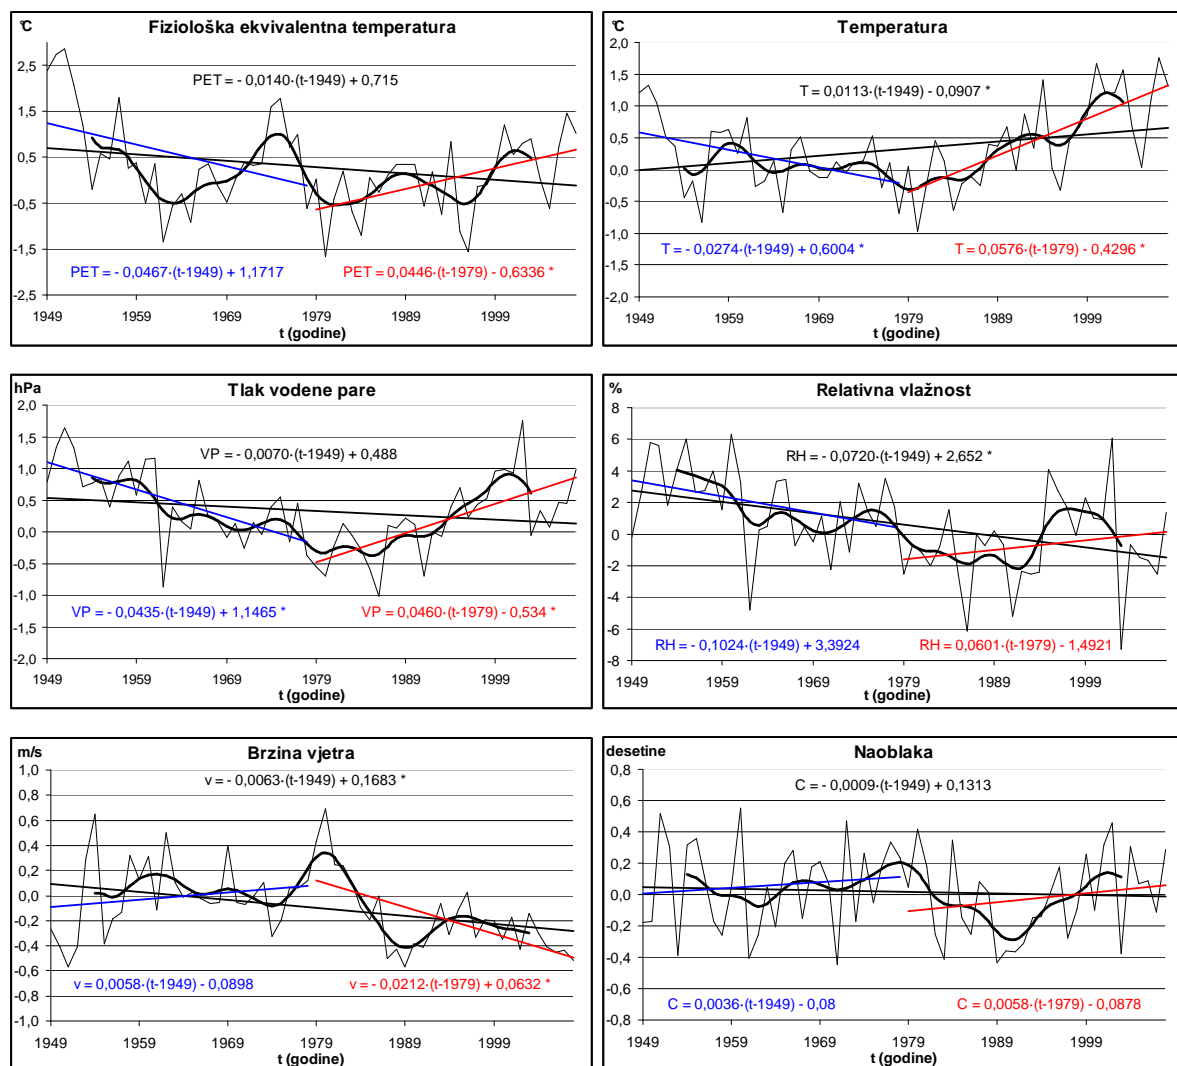 °C
Fiziološka ekvivalentna temperatura
PET = - 0,0140·(t-1949) + 0,715
2,5
1,5
0,5
-0,5
-1,5
-2,5
PET = - 0,0467·(t-1949) + 1,1717
PET = 0,0446·(t-1979) - 0,6336 *
1949 1959 1969 1979 1989 1999
t (godine)
°C
Temperatura
T = 0,0113·(t-1949) - 0,0907 *
2,0
1,5
1,0
0,5
0,0
-0,5
-1,0
-1,5
-2,0
T = - 0,0274·(t-1949) + 0,6004 *
T = 0,0576·(t-1979) - 0,4296 *
1949 1959 1969 1979 1989 1999
t (godine)
hPa
Tlak vodene pare
VP = -0,0070·(t-1949) + 0,488
2,0
1,5
1,0
0,5
0,0
-0,5
-1,0
-1,5
-2,0
VP = -0,0435·(t-1949) + 1,1465 *
VP = 0,0460·(t-1979) - 0,534 *
1949 1959 1969 1979 1989 1999
t (godine)
%
Relativna vlažnost
RH = -0,0720·(t-1949) + 2,652 *
8
6
4
2
0
-2
-4
-6
-8
RH = - 0,1024·(t-1949) + 3,3924
RH = 0,0601·(t-1979) - 1,4921
1949 1959 1969 1979 1989 1999
t (godine)
m/s
Brzina vjetra
v = - 0,0063·(t-1949) + 0,1683 *
1,0
0,8
0,6
0,4
0,2
0,0
-0,2
-0,4
-0,6
-0,8
-1,0
v = 0,0058·(t-1949) - 0,0898
v = - 0,0212·(t-1979) + 0,0632 *
1949 1959 1969 1979 1989 1999
t (godine)
desetine
Naoblaka
C = - 0,0009·(t-1949) + 0,1313
0,8
0,6
0,4
0,2
0,0
-0,2
-0,4
-0,6
-0,8
C = 0,0036·(t-1949) - 0,08
C = 0,0058·(t-1979) - 0,0878
1949 1959 1969 1979 1989 1999
t (godine)